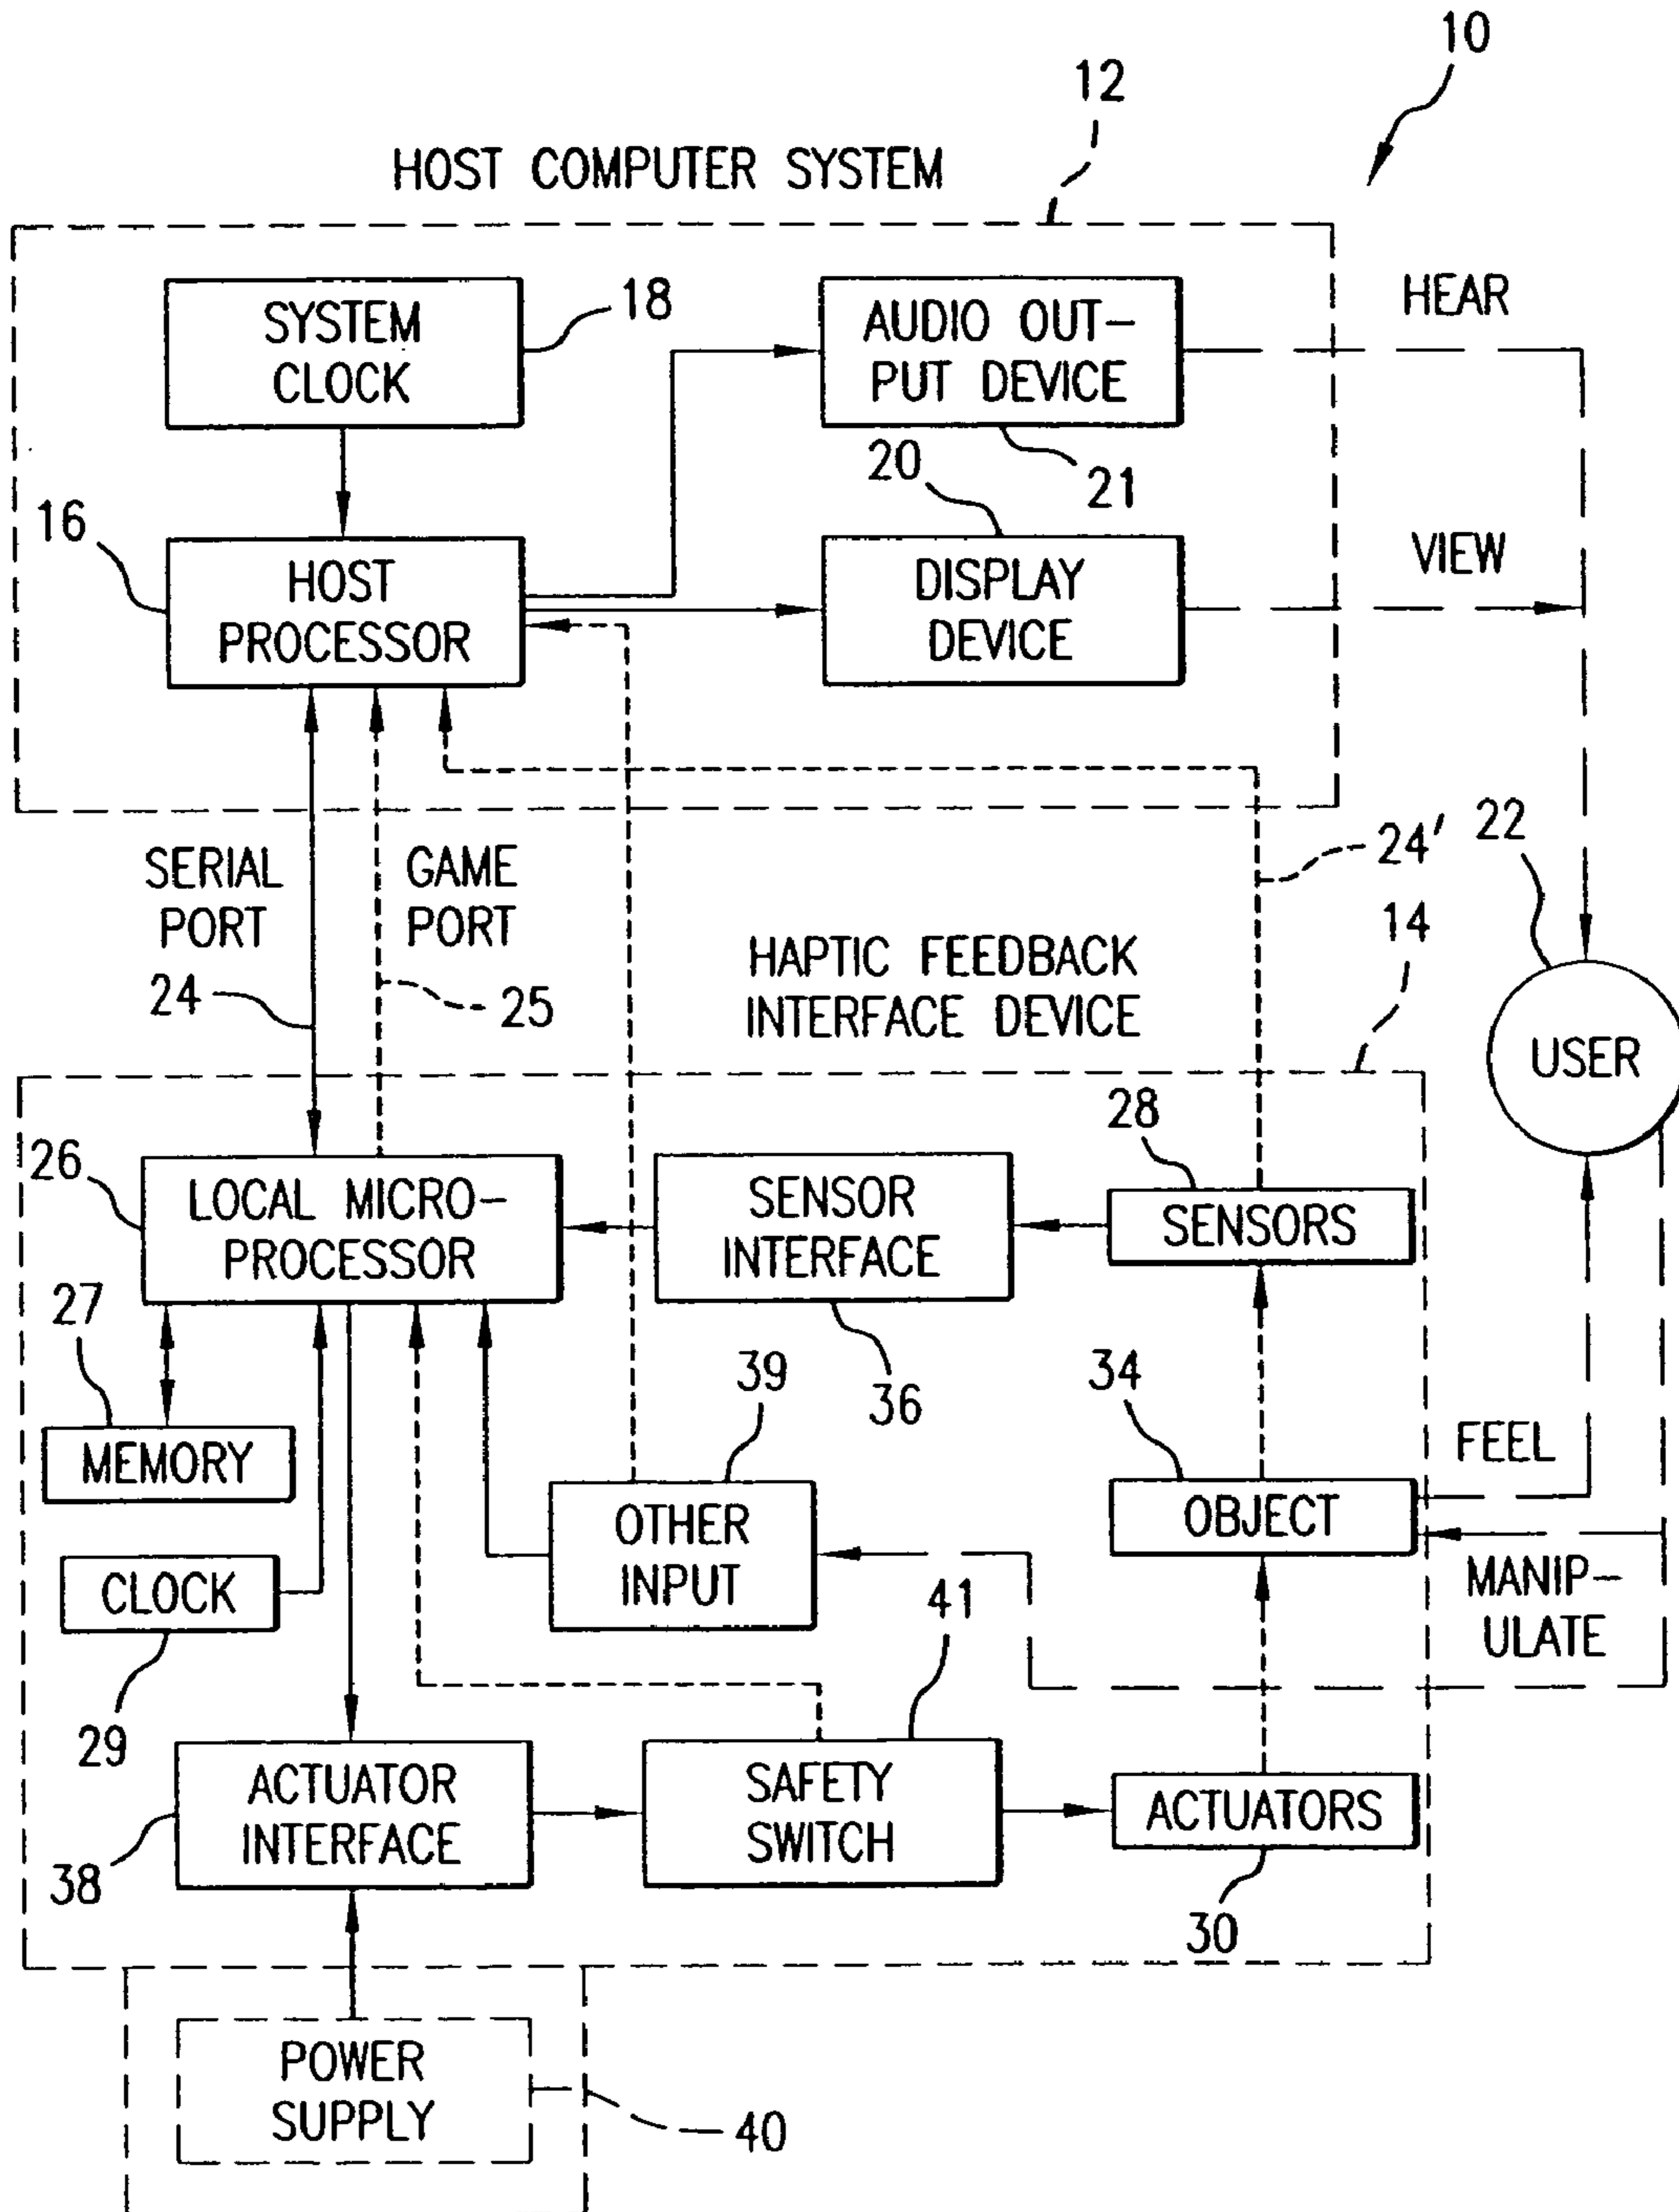 10
12
HOST COMPUTER SYSTEM
SYSTEM
CLOCK
18
AUDIO OUT-
PUT DEVICE
21
HEAR
16
HOST
PROCESSOR
20
DISPLAY
DEVICE
VIEW
SERIAL
PORT
24
GAME
PORT
25
24'
22
USER
HAPTIC FEEDBACK
INTERFACE DEVICE
14
26
LOCAL MICRO-
PROCESSOR
SENSOR
INTERFACE
36
28
SENSORS
27
MEMORY
39
OTHER
INPUT
34
OBJECT
FEEL
MANIP-
ULATE
CLOCK
29
41
ACTUATOR
INTERFACE
38
SAFETY
SWITCH
ACTUATORS
30
POWER
SUPPLY
40